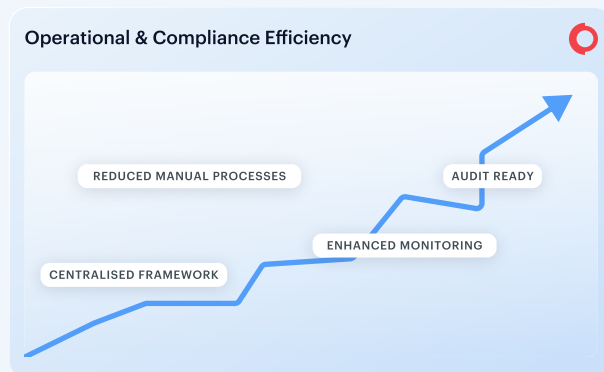 Operational & Compliance Efficiency
REDUCED MANUAL PROCESSES
AUDIT READY
ENHANCED MONITORING
CENTRALISED FRAMEWORK